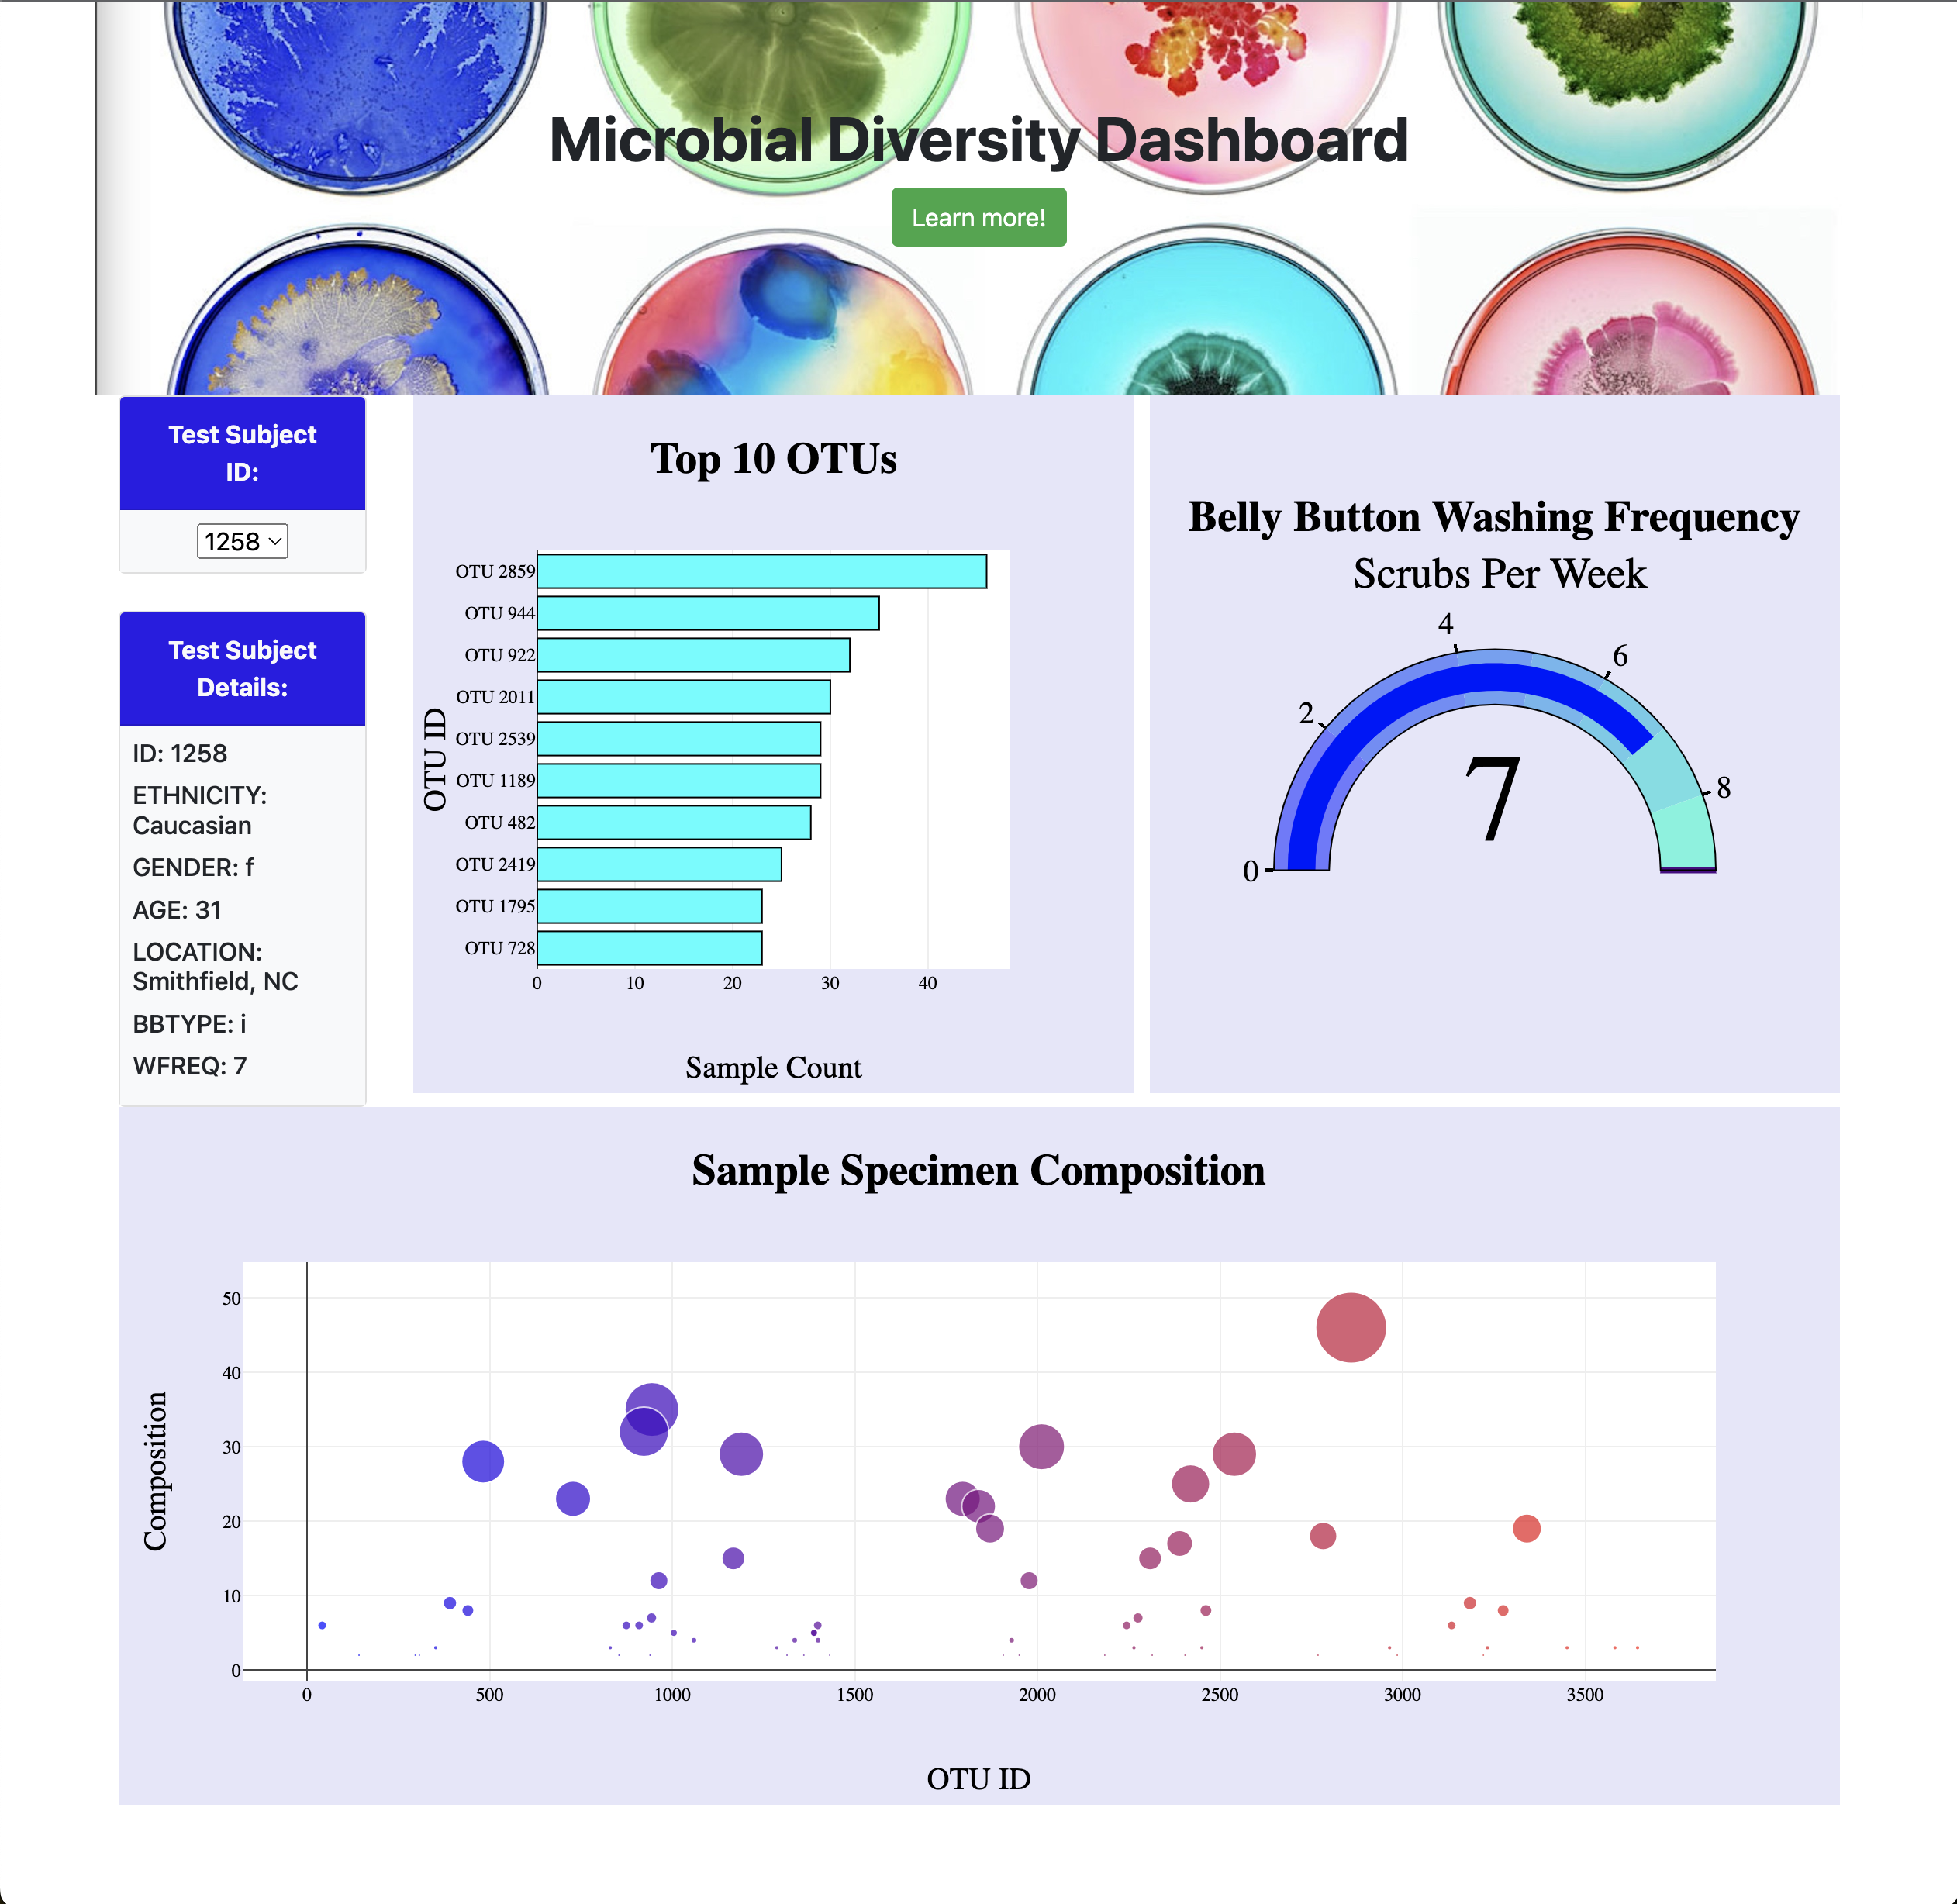 Microbial Diversity Dashboard
Learn more!
Test Subject
ID:
1258
Test Subject
Details:
ID: 1258
ETHNICITY:
Caucasian
GENDER: f
AGE: 31
LOCATION:
Smithfield, NC
BBTYPE: i
WFREQ: 7
Top 10 OTUs
OTU ID
OTU 2859
OTU 944
OTU 922
OTU 2011
OTU 2539
OTU 1189
OTU 482
OTU 2419
OTU 1795
OTU 728
0 10 20 30 40
Sample Count
Belly Button Washing Frequency
Scrubs Per Week
0
2
4
6
8
7
Sample Specimen Composition
Composition
50
40
30
20
10
0
0 500 1000 1500 2000 2500 3000 3500
OTU ID